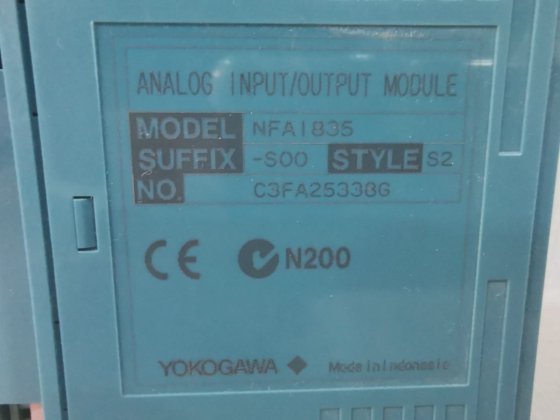 ANALOG INPUT/OUTPUT MODULE
MODEL NFAI835
SUFFIX -S00 STYLE S2
NO. C3FA25338G
CE N200
YOKOGAWA Made in Indonesia